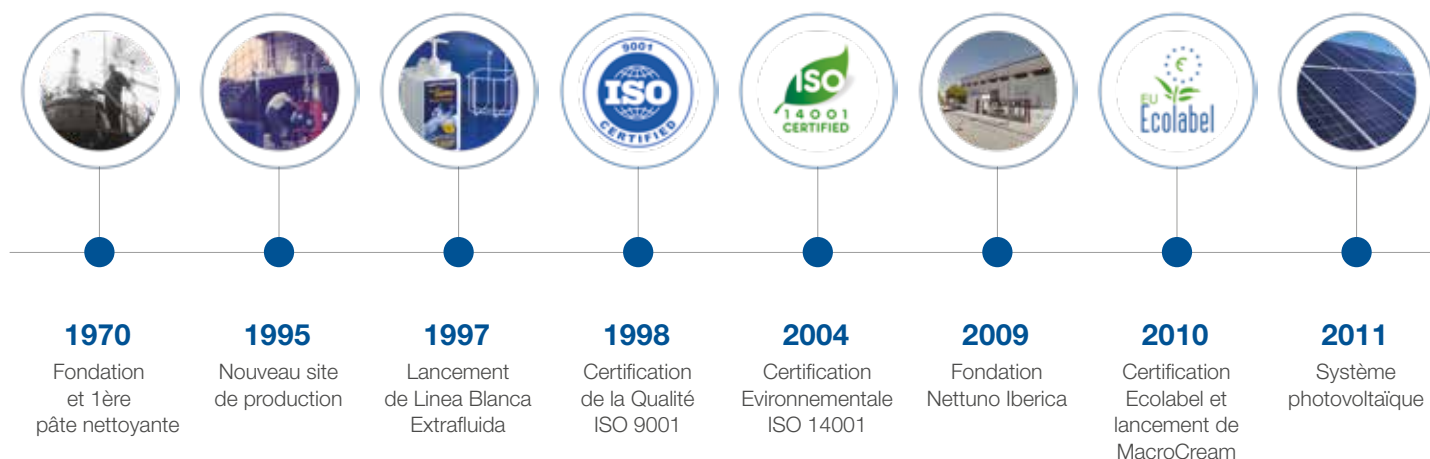 9001
ISO
CERTIFIED
ISO
14001
CERTIFIED
EU
Ecolabel
1970
Fondation
et 1ère
pâte nettoyante
1995
Nouveau site
de production
1997
Lancement
de Linea Blanca
Extrafluida
1998
Certification
de la Qualité
ISO 9001
2004
Certification
Evironnementale
ISO 14001
2009
Fondation
Nettuno Iberica
2010
Certification
Ecolabel et
lancement de
MacroCream
2011
Système
photovoltaïque